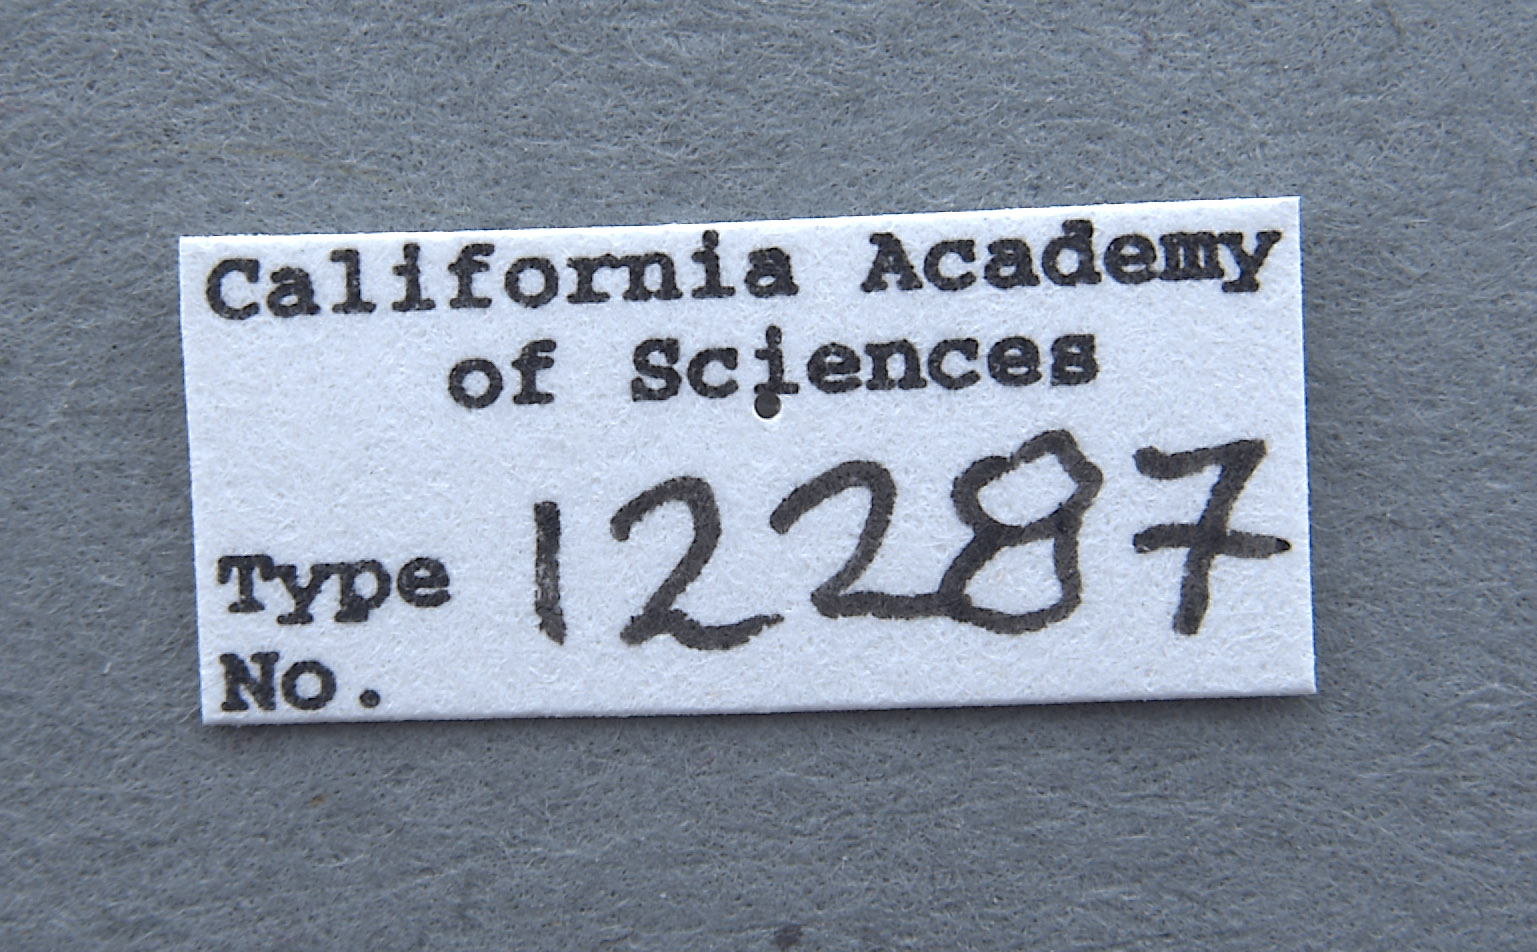 California Academy
of Sciences
Type 12287
No.